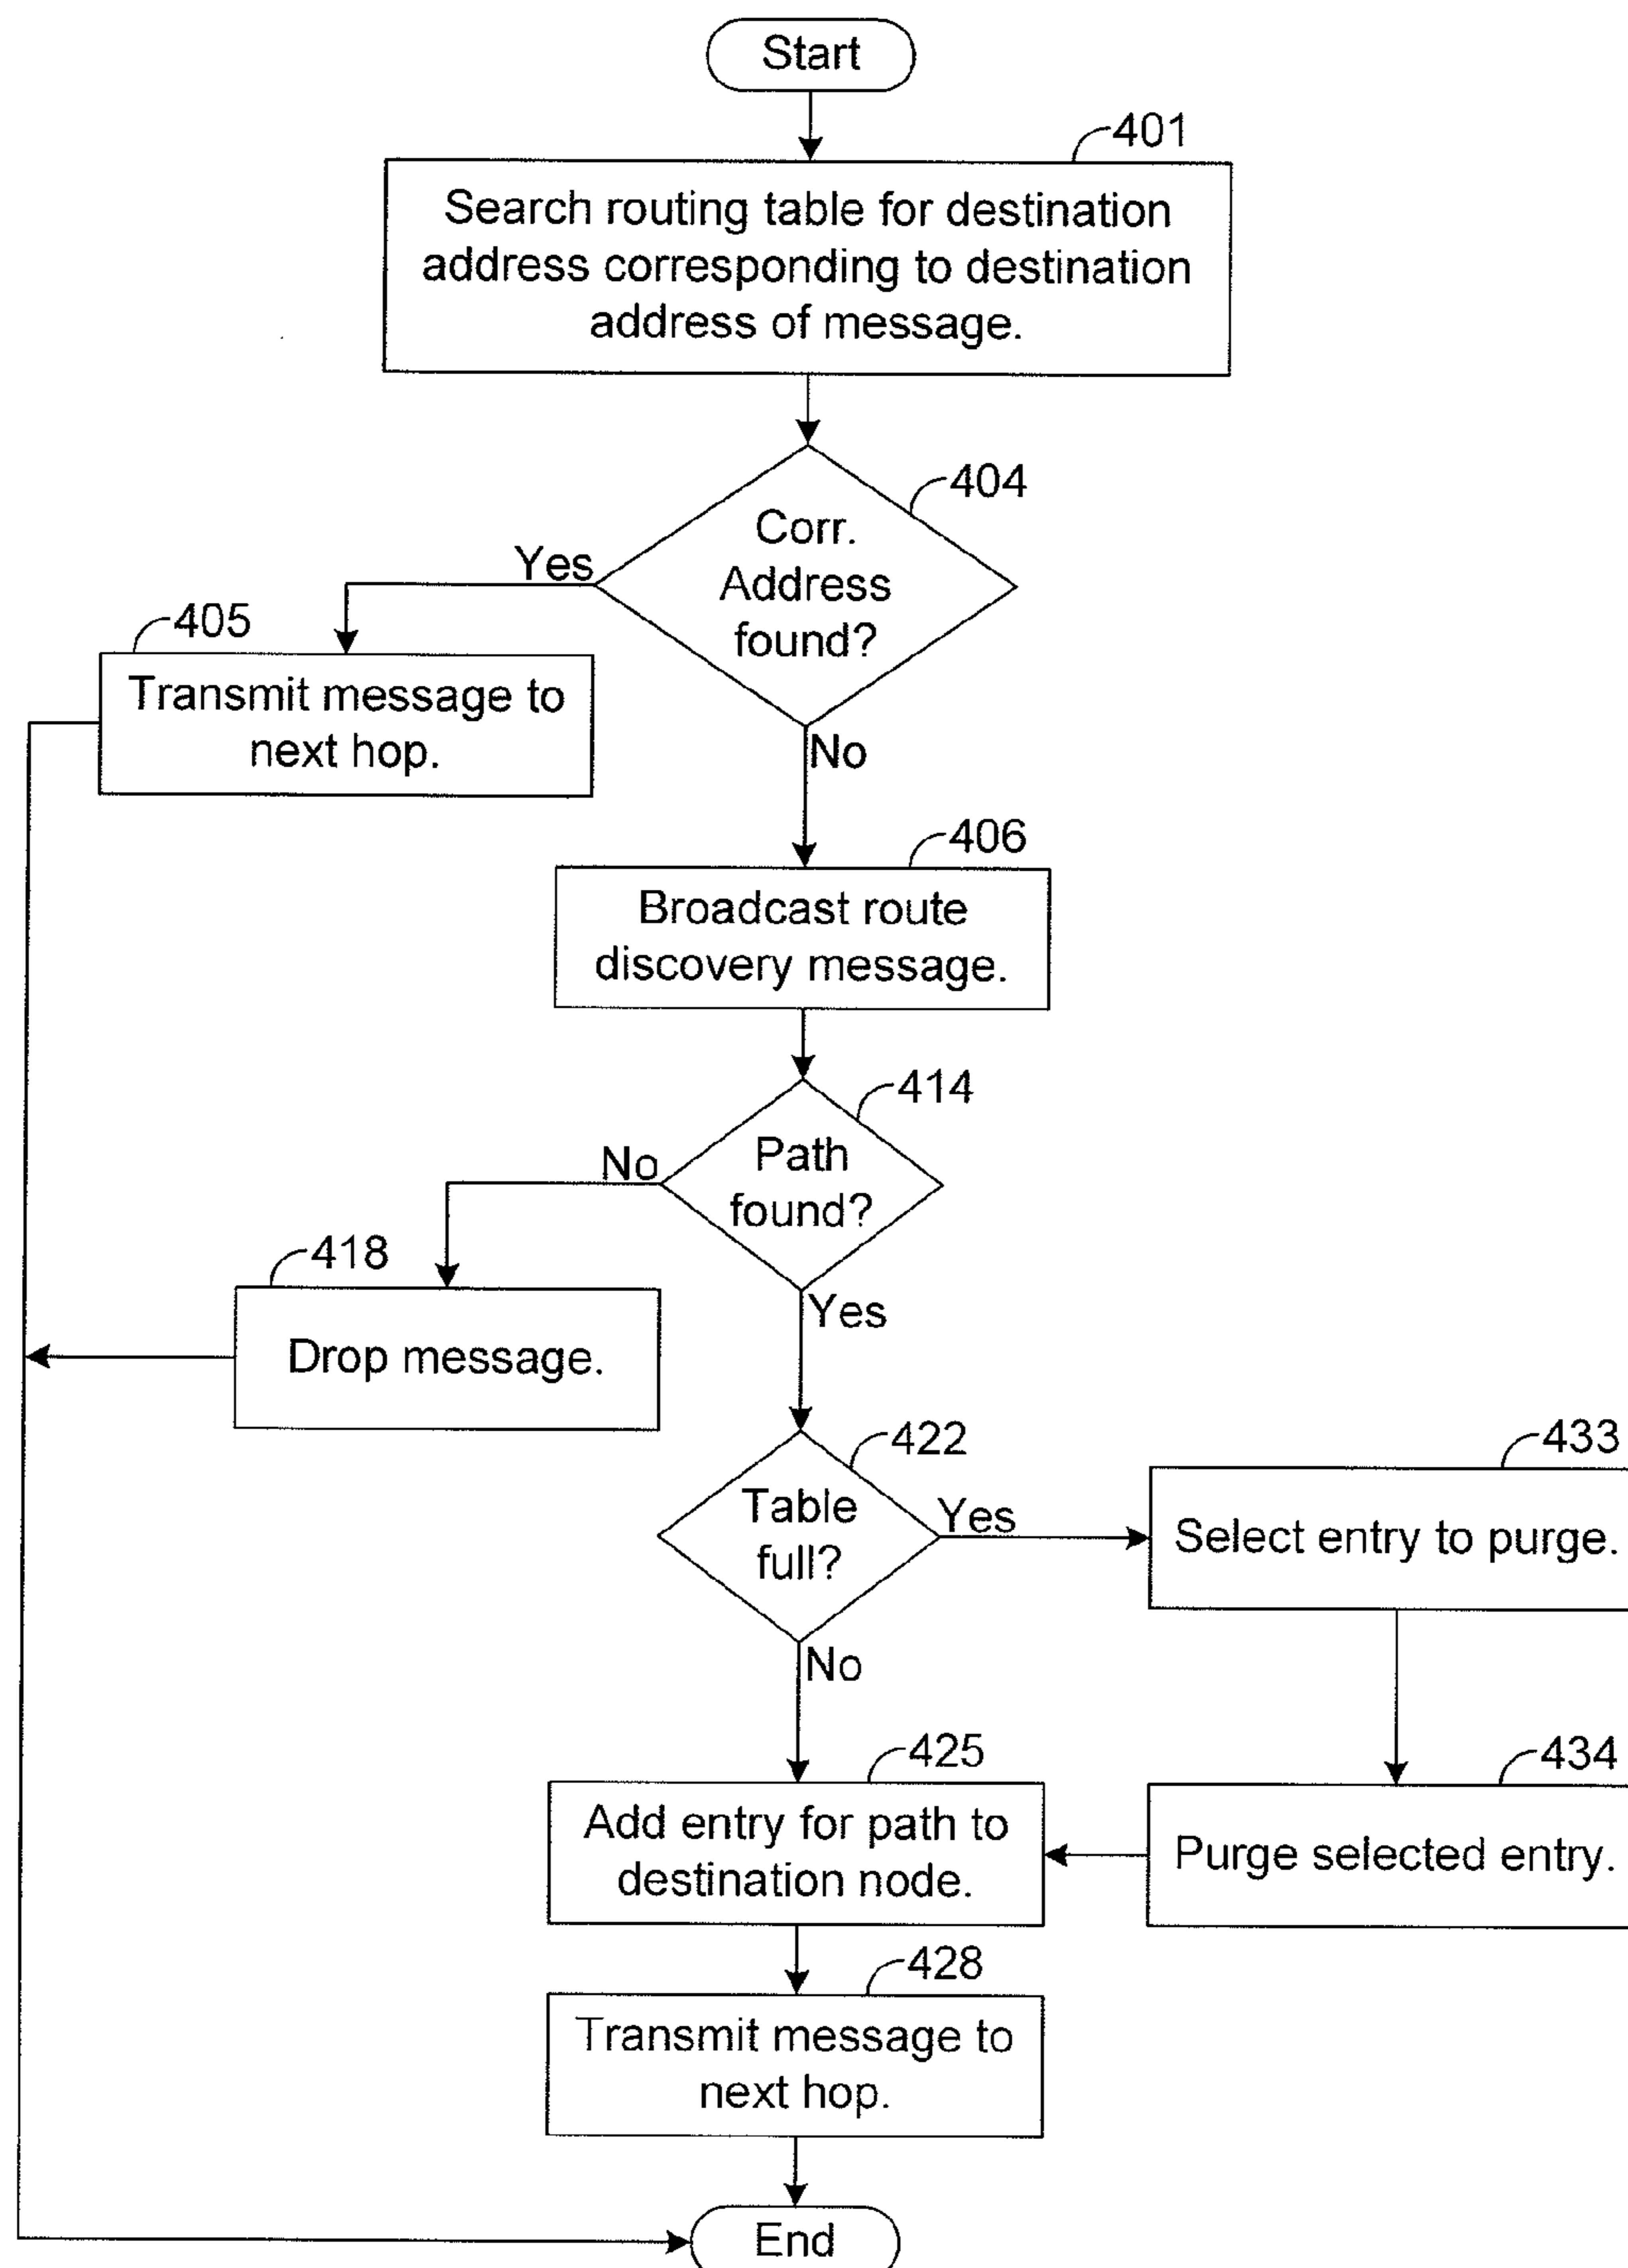 Start
401
Search routing table for destination
address corresponding to destination
address of message.
404
Corr.
Address
found?
Yes
405
Transmit message to
next hop.
No
406
Broadcast route
discovery message.
414
Path
found?
No
418
Drop message.
Yes
422
Table
full?
Yes
433
Select entry to purge.
No
425
Add entry for path to
destination node.
434
Purge selected entry.
428
Transmit message to
next hop.
End